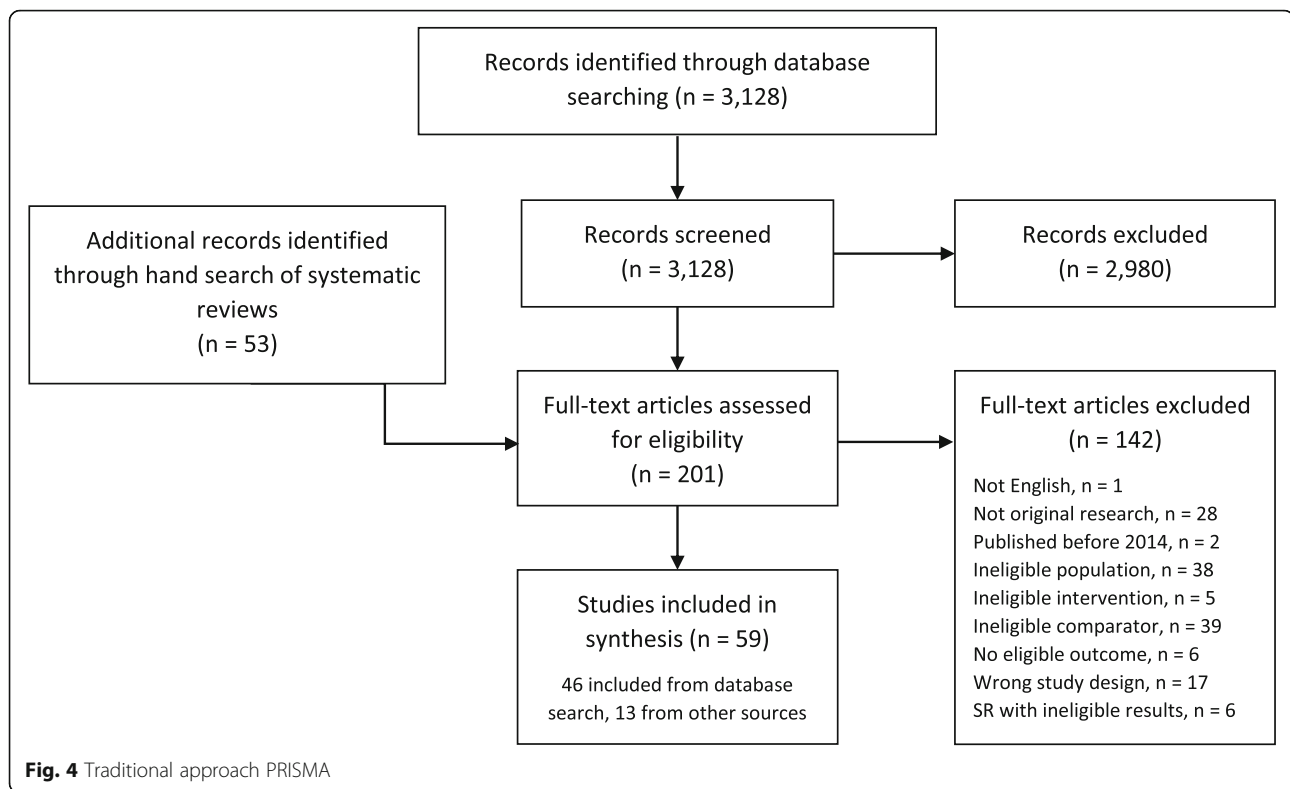 Records identified through database
searching (n = 3,128)
Additional records identified
through hand search of systematic
reviews
(n = 53)
Records screened
(n = 3,128)
Records excluded
(n = 2,980)
Full-text articles assessed
for eligibility
(n = 201)
Full-text articles excluded
(n = 142)
Not English, n = 1
Not original research, n = 28
Published before 2014, n = 2
Ineligible population, n = 38
Ineligible intervention, n = 5
Ineligible comparator, n = 39
No eligible outcome, n = 6
Wrong study design, n = 17
SR with ineligible results, n = 6
Studies included in
synthesis (n = 59)
46 included from database
search, 13 from other sources
Fig. 4 Traditional approach PRISMA